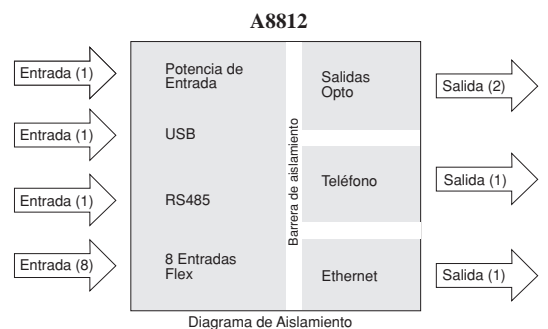 A8812
Entrada (1)
Potencia de
Entrada
Entrada (1)
USB
Entrada (1)
RS485
Entrada (8)
8 Entradas
Flex
Barrera de aislamiento
Salidas
Opto
Salida (2)
Teléfono
Salida (1)
Ethernet
Salida (1)
Diagrama de Aislamiento